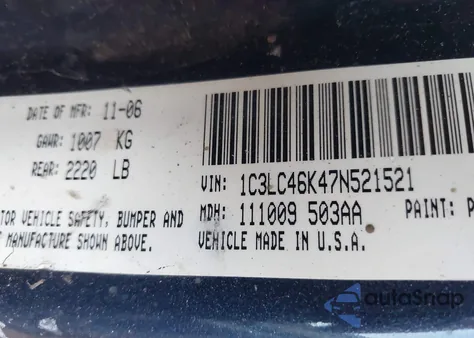 DATE OF MFR: 11-06
GAWR: 1007 KG
REAR: 2220 LB
TOR VEHICLE SAFETY, BUMPER AND
F MANUFACTURE SHOWN ABOVE.
VIN: 1C3LC46K47N521521
MDH: 111009 503AA
PAINT: P
VEHICLE MADE IN U.S.A.
autoSnap